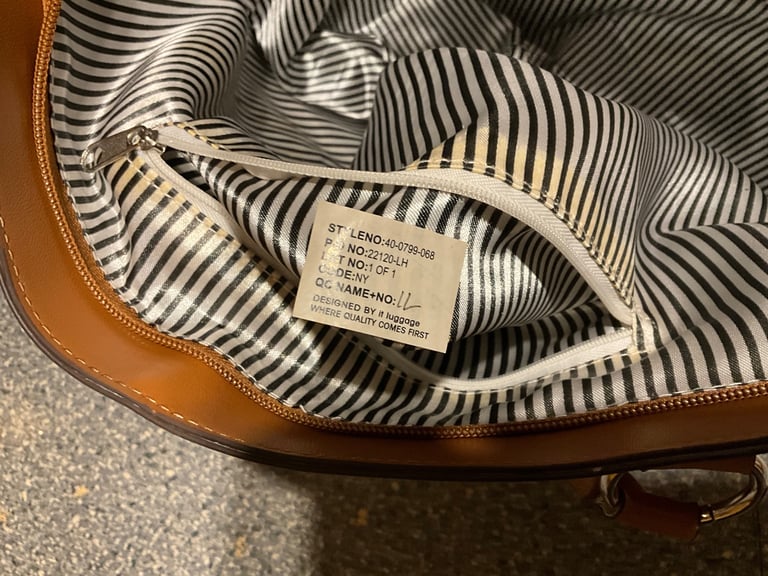 STYLENO:40-0799-068
P.O NO:22120-LH
LOT NO:1 OF 1
CODE:NY
QC NAME+NO: LL
DESIGNED BY it luggage
WHERE QUALITY COMES FIRST